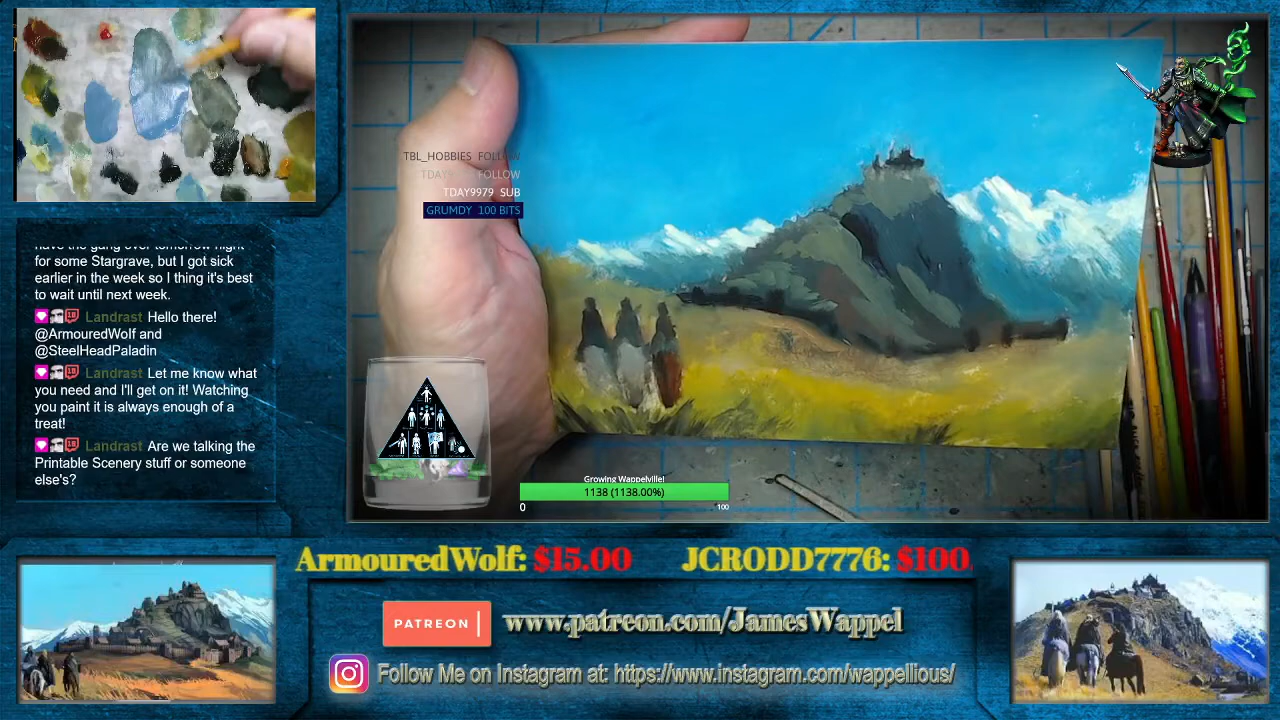 TBL_HOBBIES FOLLOW
FOLLOW
TDAY9979 SUB
GRUMDY 100 BITS
have the gang over tomorrow night
for some Stargrave, but I got sick
earlier in the week so I thing it's best
to wait until next week.
Landrast Hello there!
@ArmouredWolf and
@SteelHeadPaladin
Landrast Let me know what
you need and I'll get on it! Watching
you paint it is always enough of a
treat!
Landrast Are we talking the
Printable Scenery stuff or someone
else's?
Growing Wappelville!
1138 (1138.00%)
0 100
ArmouredWolf: $15.00 JCRODD7776: $100.
PATREON www.patreon.com/JamesWappel
Follow Me on Instagram at: https://www.instagram.com/wappellious/